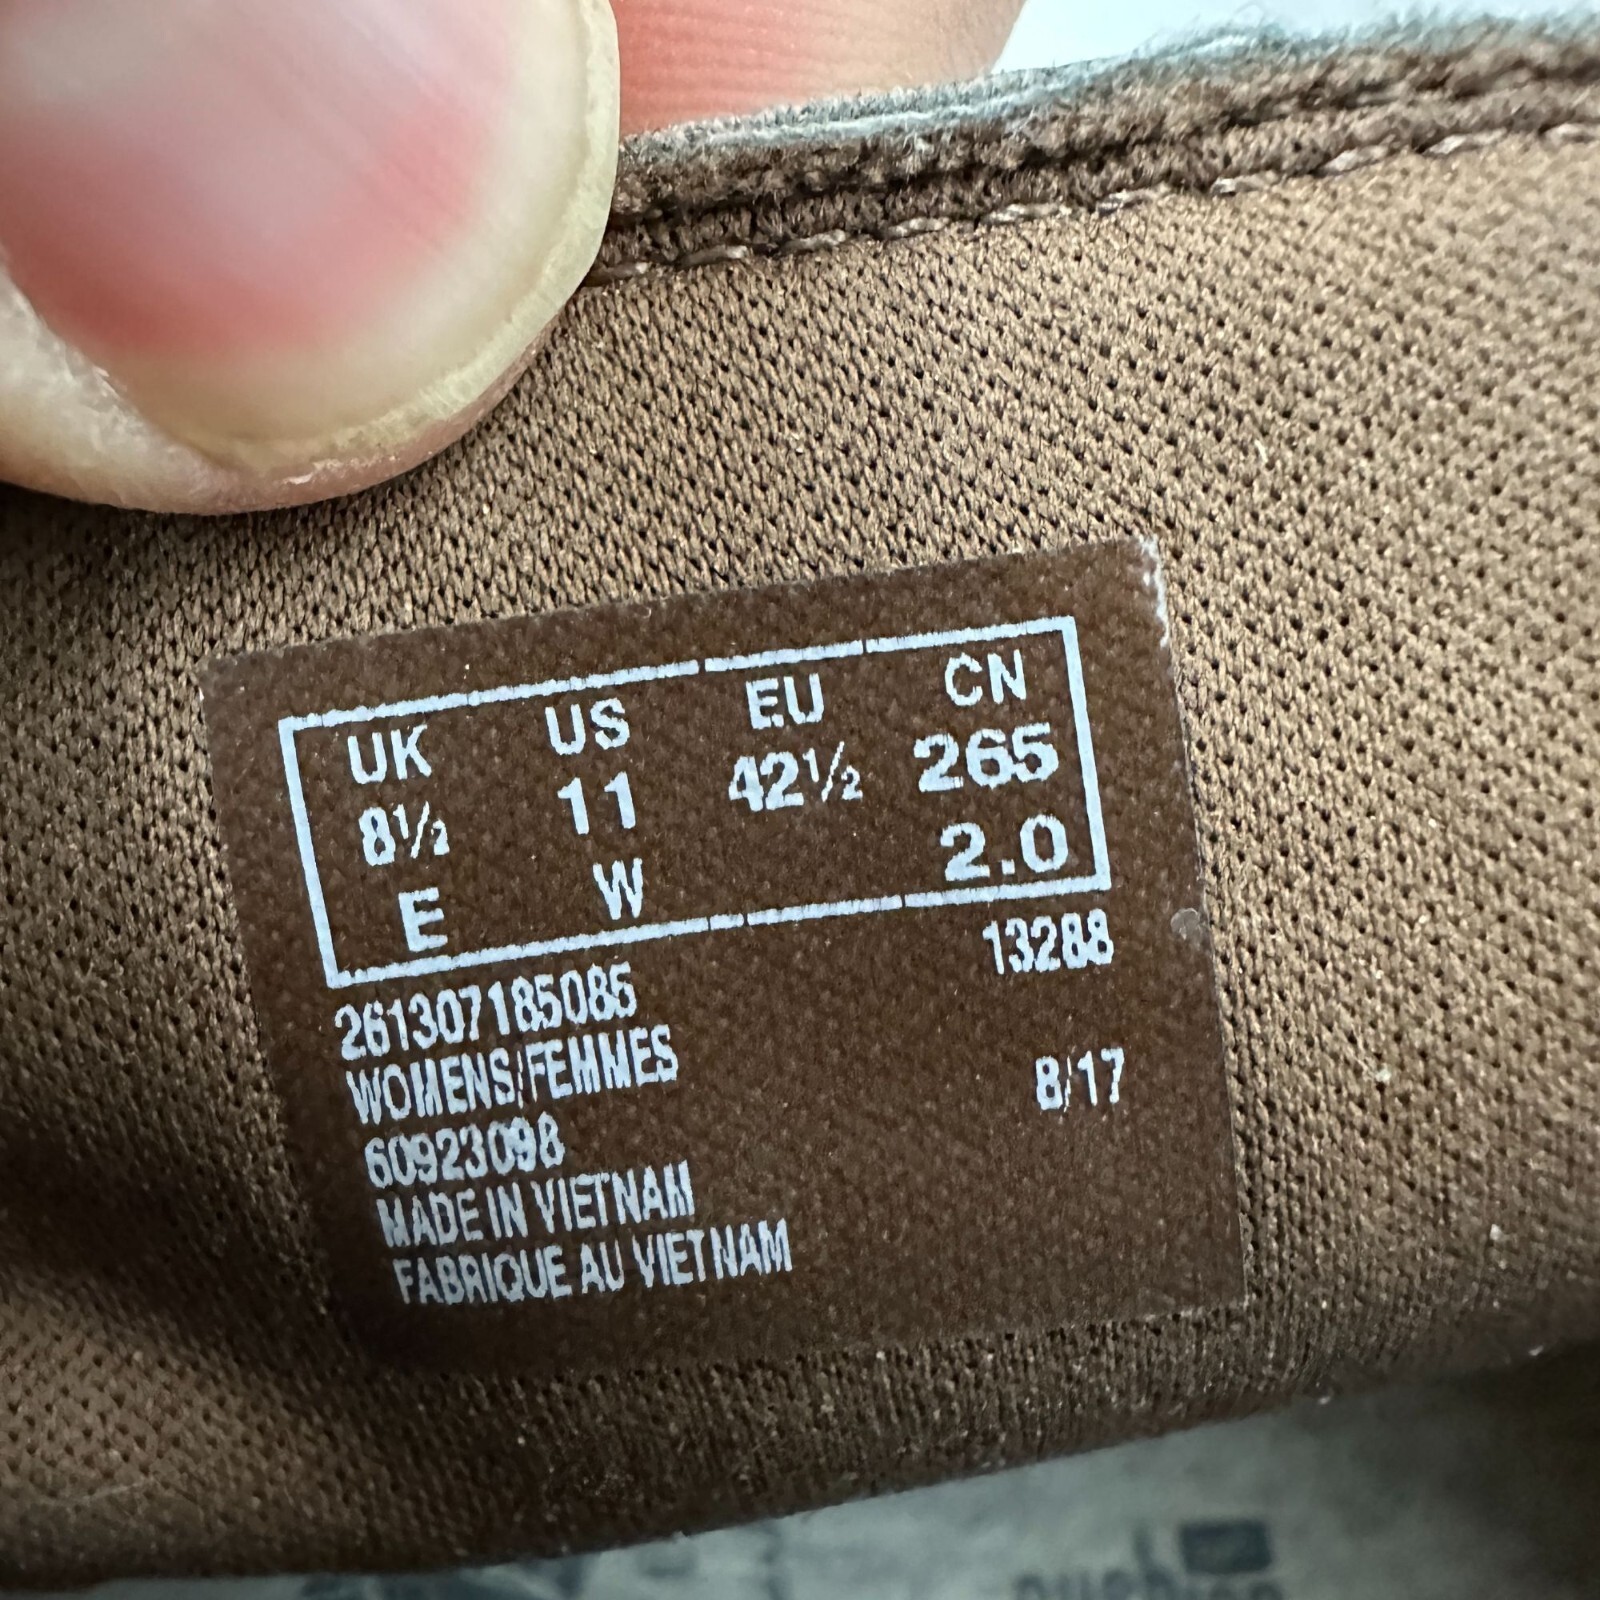 UK US EU CN
8½ 11 42½ 265
E W 2.0
261307185085 13288
WOMENS/FEMMES
60923098 8/17
MADE IN VIETNAM
FABRIQUE AU VIETNAM